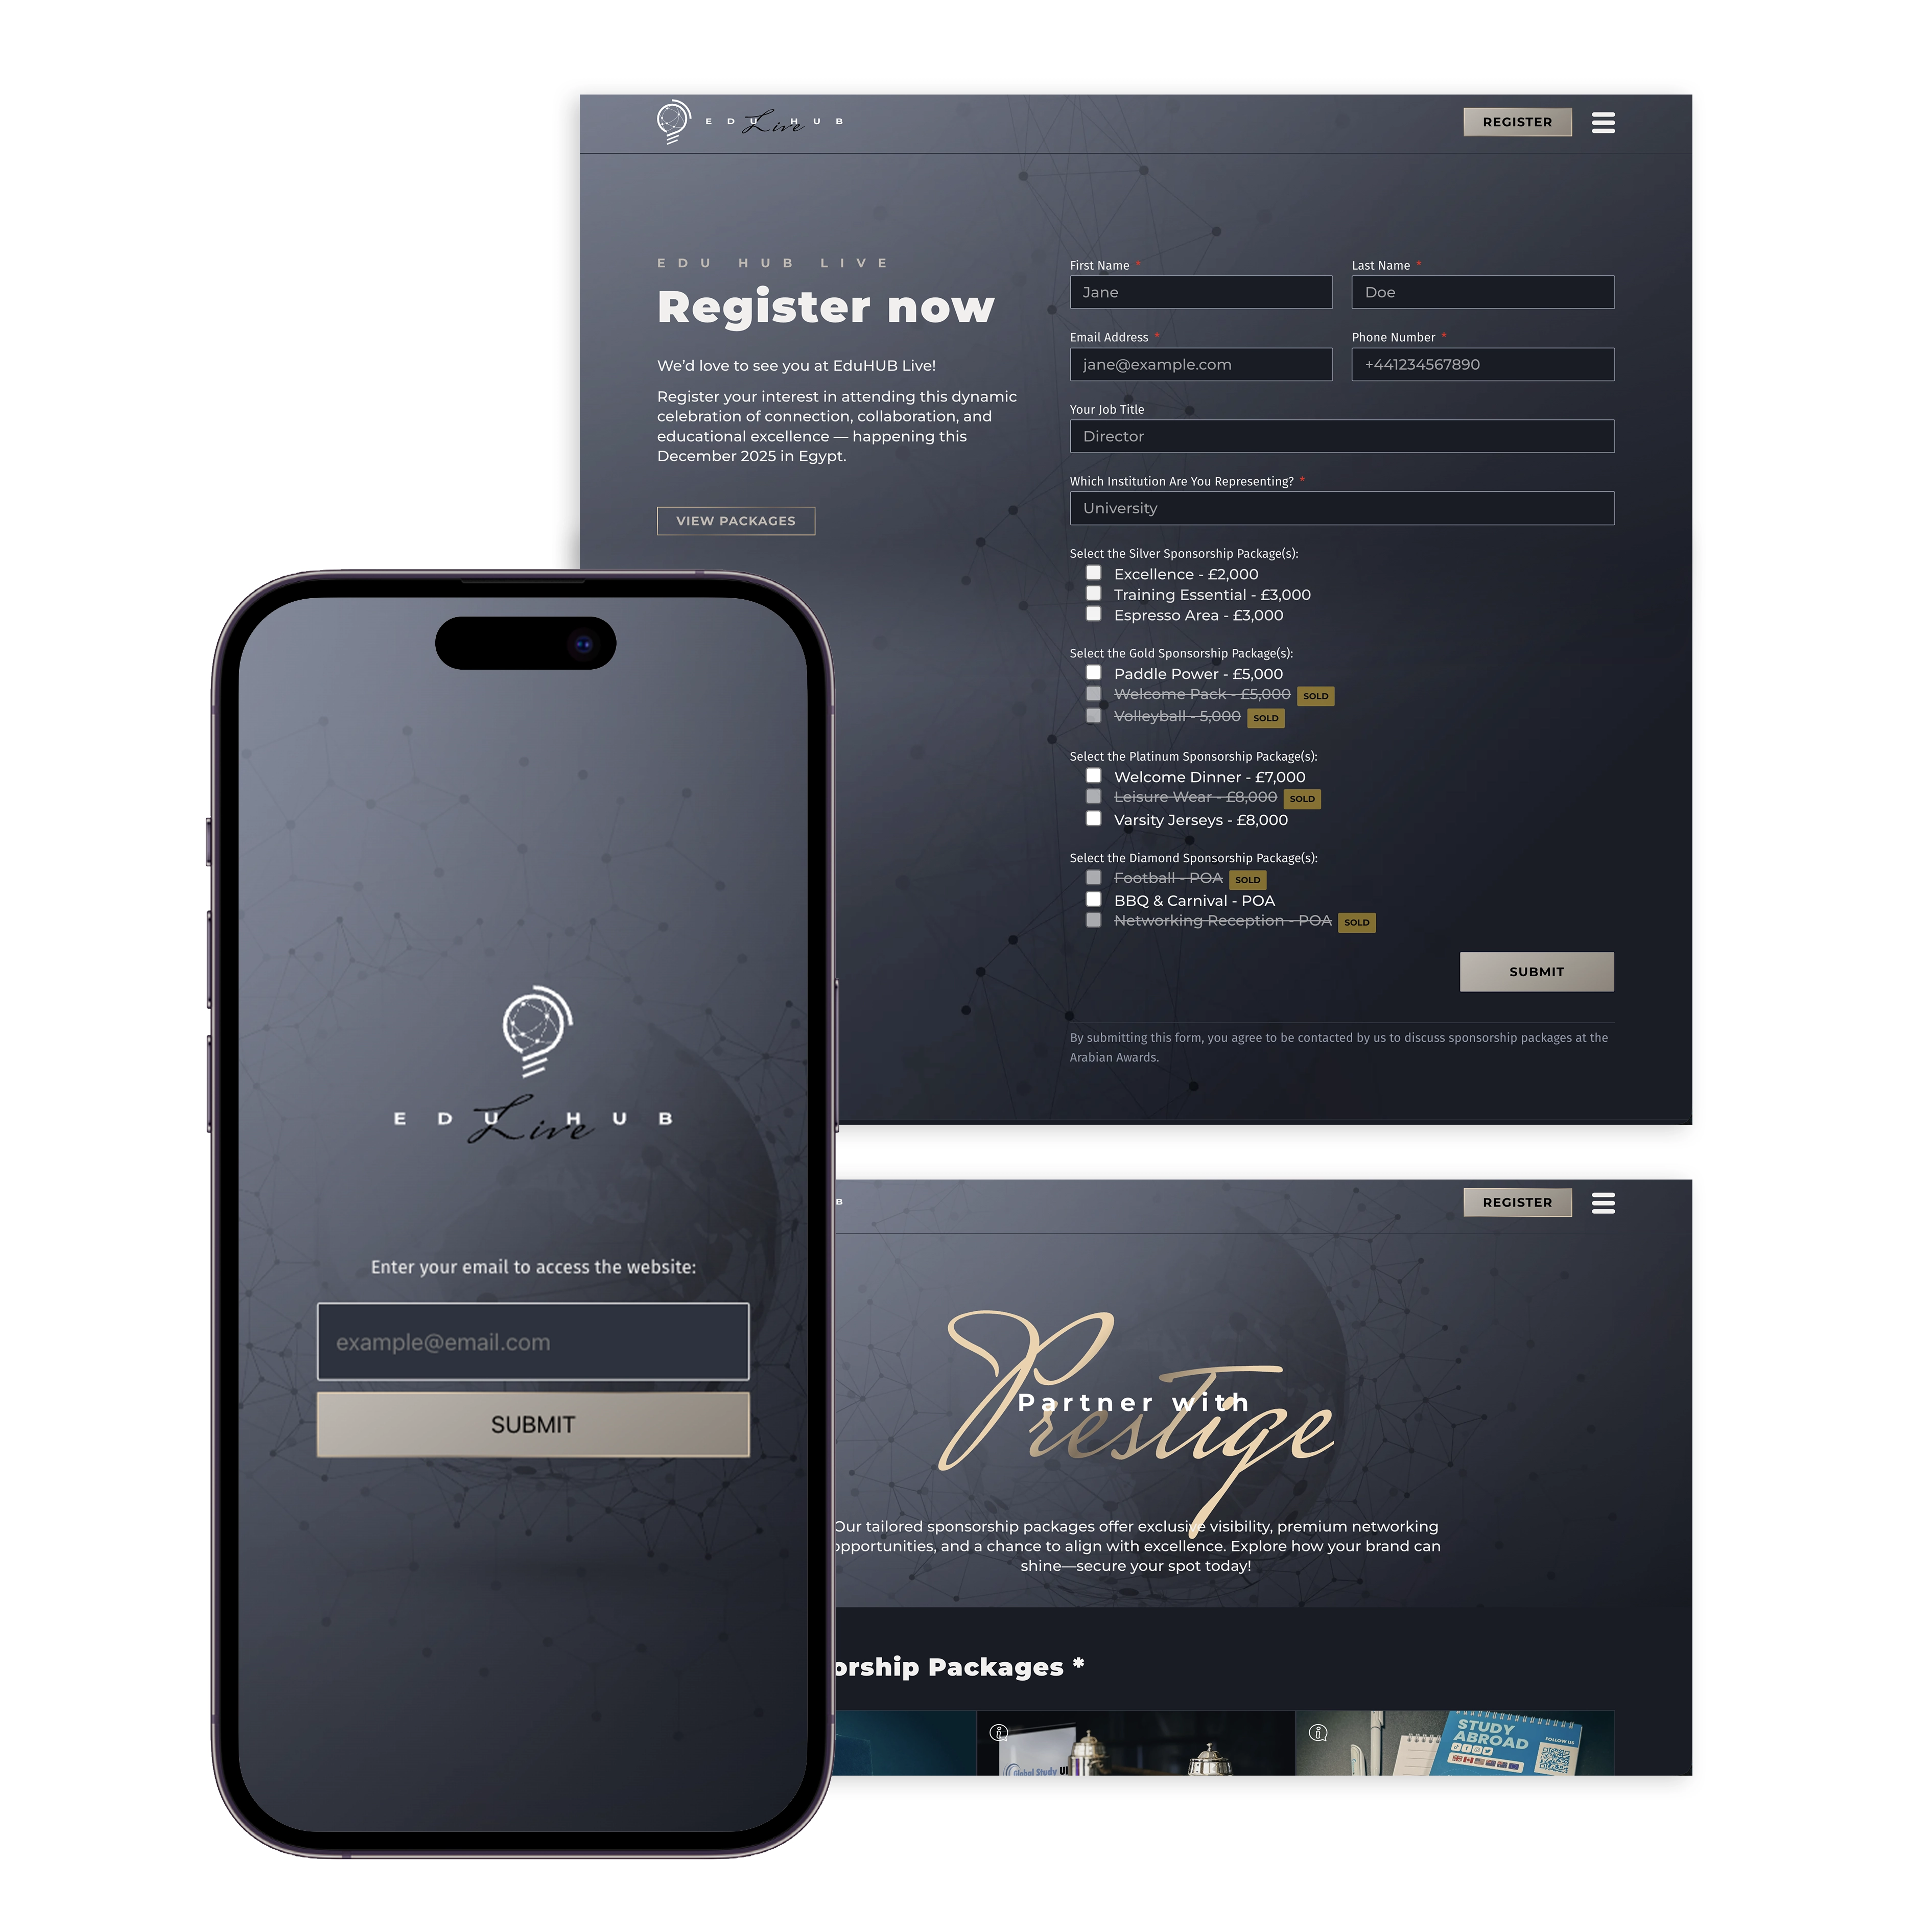 EDU HUB
Live
REGISTER
EDU HUB LIVE
Register now
We'd love to see you at EduHUB Live!
Register your interest in attending this dynamic
celebration of connection, collaboration, and
educational excellence — happening this
December 2025 in Egypt.
VIEW PACKAGES
First Name *
Last Name *
Jane
Doe
Email Address *
Phone Number *
jane@example.com
+441234567890
Your Job Title
Director
Which Institution Are You Representing? *
University
Select the Silver Sponsorship Package(s):
Excellence - £2,000
Training Essential - £3,000
Espresso Area - £3,000
Select the Gold Sponsorship Package(s):
Paddle Power - £5,000
Welcome Pack - £5,000 SOLD
Volleyball - 5,000 SOLD
Select the Platinum Sponsorship Package(s):
Welcome Dinner - £7,000
Leisure Wear - £8,000 SOLD
Varsity Jerseys - £8,000
Select the Diamond Sponsorship Package(s):
Football - POA SOLD
BBQ & Carnival - POA
Networking Reception - POA SOLD
SUBMIT
By submitting this form, you agree to be contacted by us to discuss sponsorship packages at the
Arabian Awards.
EDU HUB
Live
Enter your email to access the website:
example@email.com
SUBMIT
B
REGISTER
Partner with
Prestige
Our tailored sponsorship packages offer exclusive visibility, premium networking
opportunities, and a chance to align with excellence. Explore how your brand can
shine—secure your spot today!
orship Packages *
Global Study UK
STUDY
ABROAD
FOLLOW US